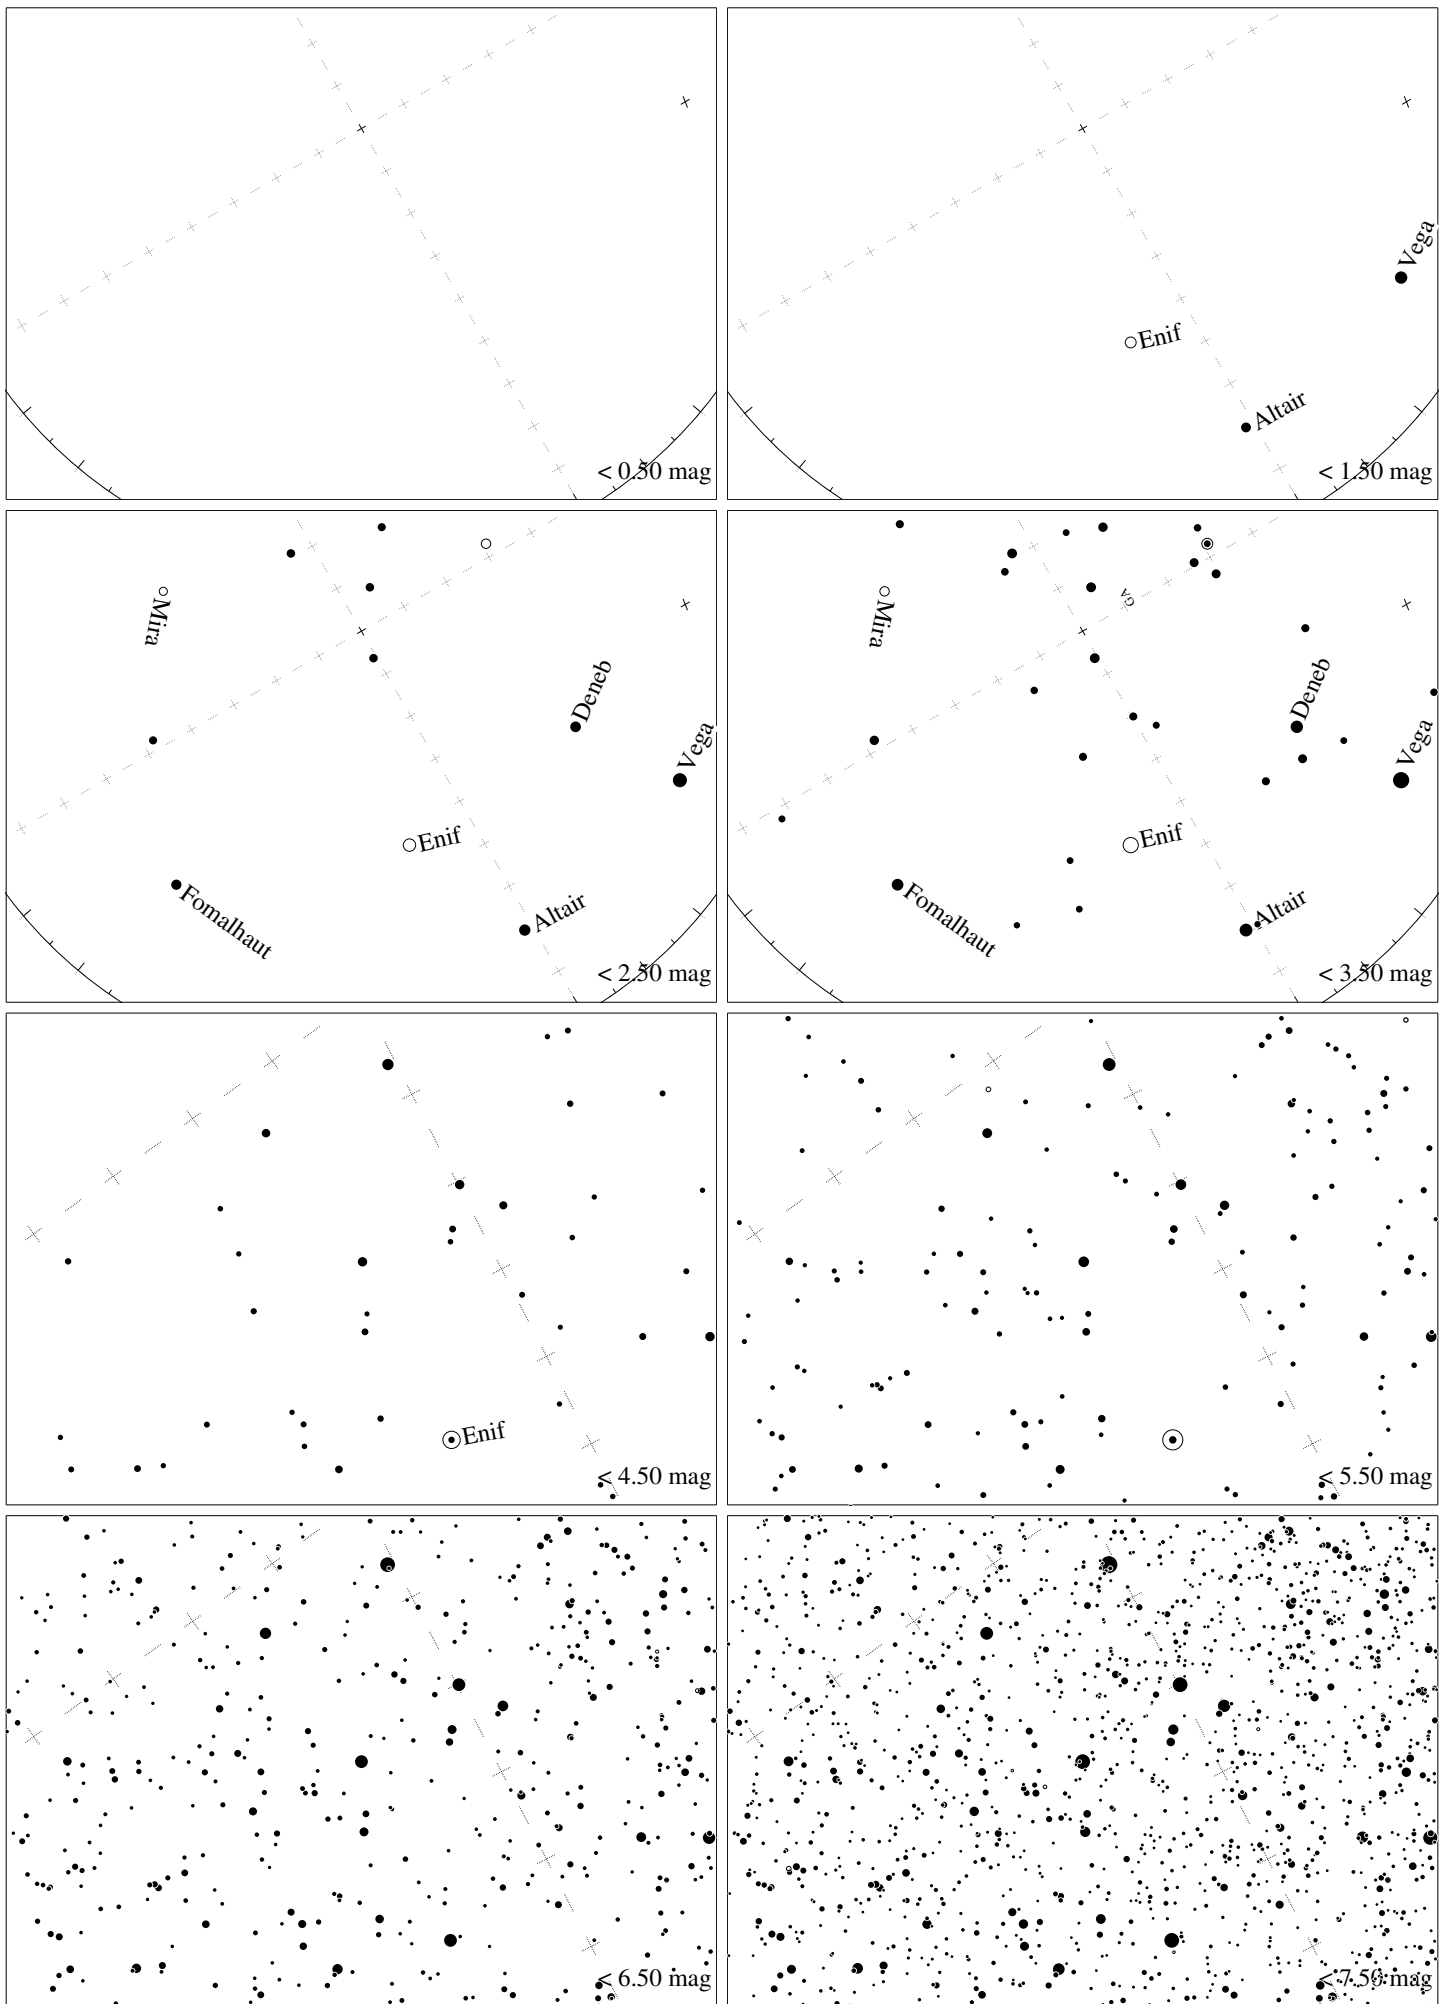 < 0.50 mag
Vega
Enif
Altair
< 1.50 mag
Mira
Deneb
Vega
Enif
Fomalhaut
Altair
< 2.50 mag
Mira
GA
Deneb
Vega
Enif
Fomalhaut
Altair
< 3.50 mag
Enif
< 4.50 mag
< 5.50 mag
< 6.50 mag
< 7.50 mag